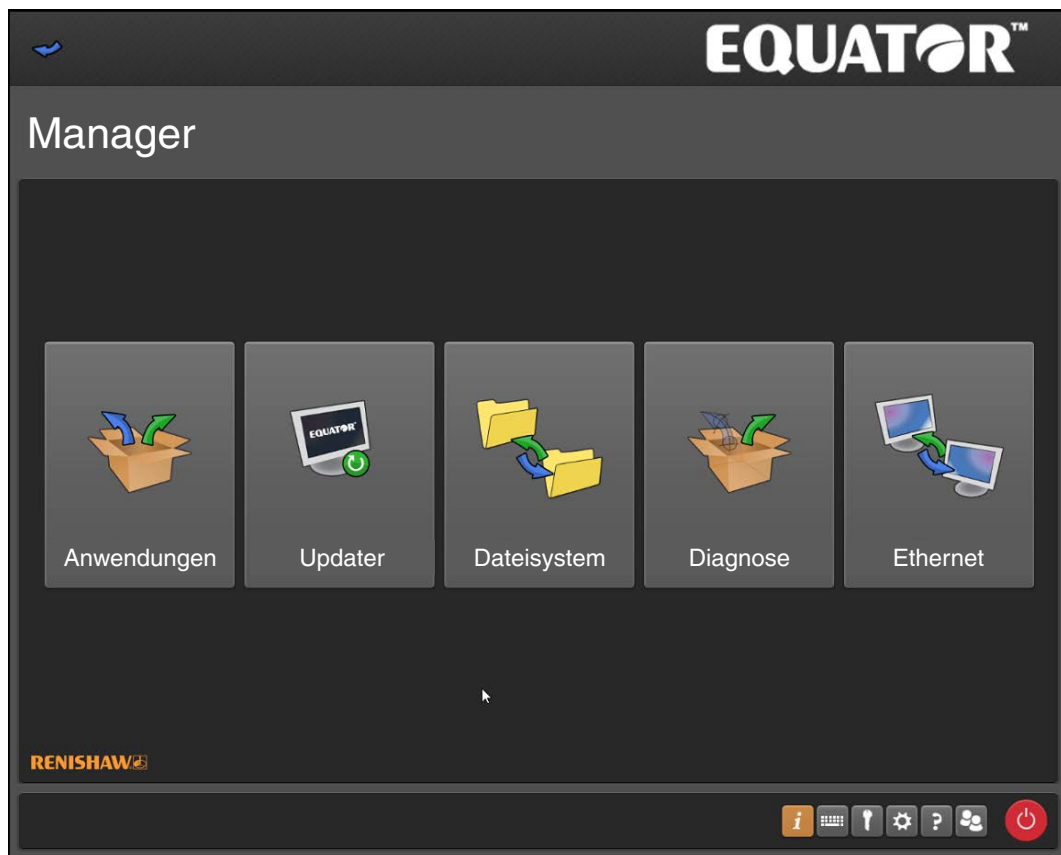 EQUATOR™
Manager
EQUATOR
Anwendungen
Updater
Dateisystem
Diagnose
Ethernet
RENISHAW
i
?